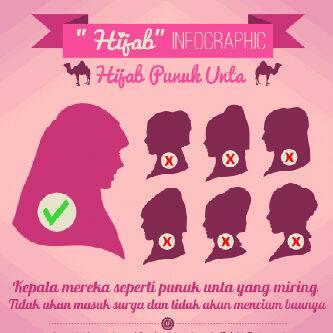 " Hijab" INFOGRAPHIC
Hijab Punuk Unta
X X X
X X X
Kepala mereka seperti punuk unta yang miring
Tidak akan masuk surga dan tidak akan mencium baunya